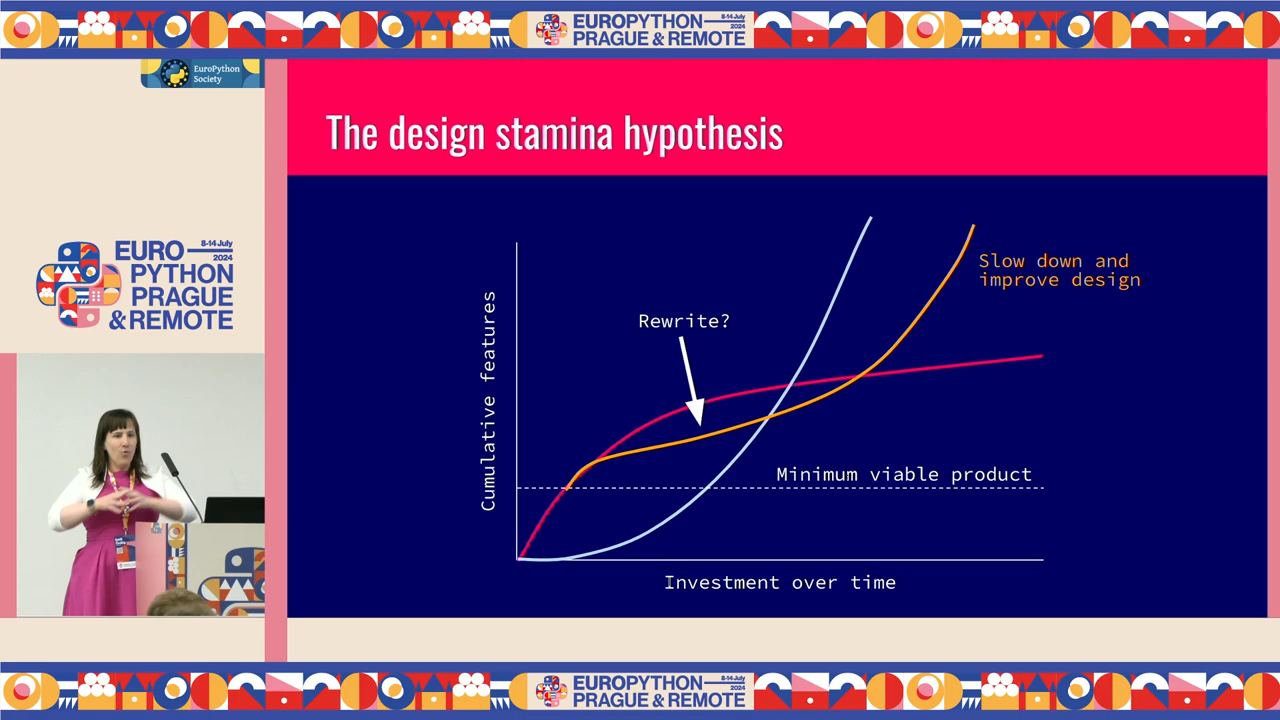 EUROPYTHON 8-14 July 2024
PRAGUE & REMOTE
EuroPython
Society
The design stamina hypothesis
EURO 8-14 July 2024
PYTHON
PRAGUE
& REMOTE
Slow down and
improve design
Rewrite?
Cumulative features
Minimum viable product
Investment over time
EUROPYTHON 8-14 July 2024
PRAGUE & REMOTE